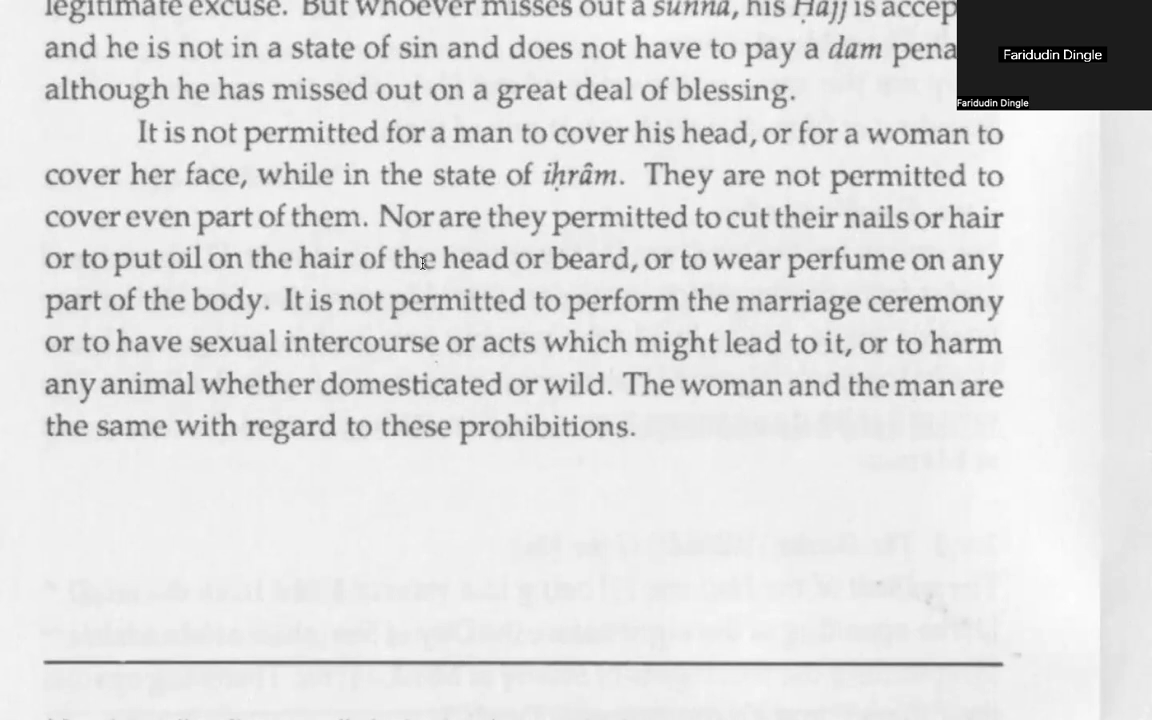 legitimate excuse. But whoever misses out a sunna, his Ḥajj is
and he is not in a state of sin and does not have to pay a dam
although he has missed out on a great deal of blessing.
It is not permitted for a man to cover his head, or for a woman to
cover her face, while in the state of iḥrâm. They are not permitted to
cover even part of them. Nor are they permitted to cut their nails or hair
or to put oil on the hair of the head or beard, or to wear perfume on any
part of the body. It is not permitted to perform the marriage ceremony
or to have sexual intercourse or acts which might lead to it, or to harm
any animal whether domesticated or wild. The woman and the man are
the same with regard to these prohibitions.
Faridudin Dingle
Faridudin Dingle